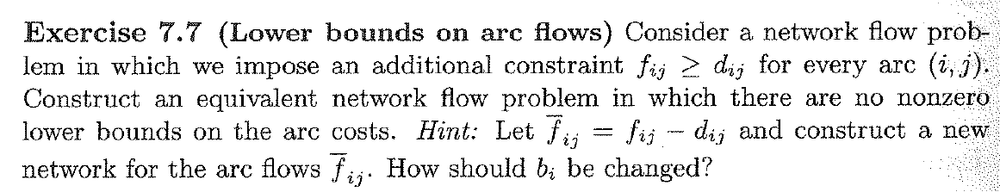 Exercise 7.7 (Lower bounds on arc flows) Consider a network flow prob-
lem in which we impose an additional constraint f_{ij} ≥ d_{ij} for every arc (i, j).
Construct an equivalent network flow problem in which there are no nonzero
lower bounds on the arc costs. Hint: Let \overline{f}_{ij} = f_{ij} − d_{ij} and construct a new
network for the arc flows \overline{f}_{ij}. How should b_i be changed?